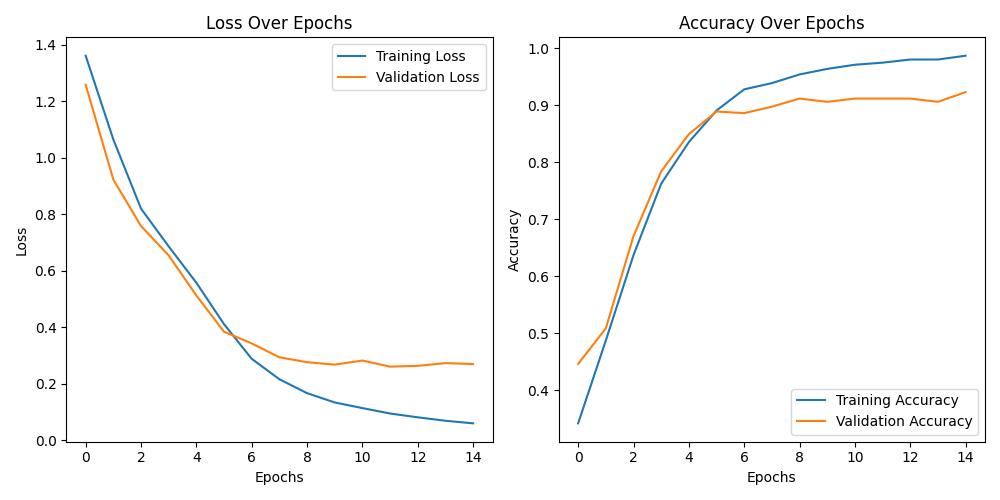 Loss Over Epochs
1.4
1.2
1.0
0.8
0.6
0.4
0.2
0.0
Loss
Training Loss
Validation Loss
0 2 4 6 8 10 12 14
Epochs
Accuracy Over Epochs
1.0
0.9
0.8
0.7
0.6
0.5
0.4
Accuracy
Training Accuracy
Validation Accuracy
0 2 4 6 8 10 12 14
Epochs